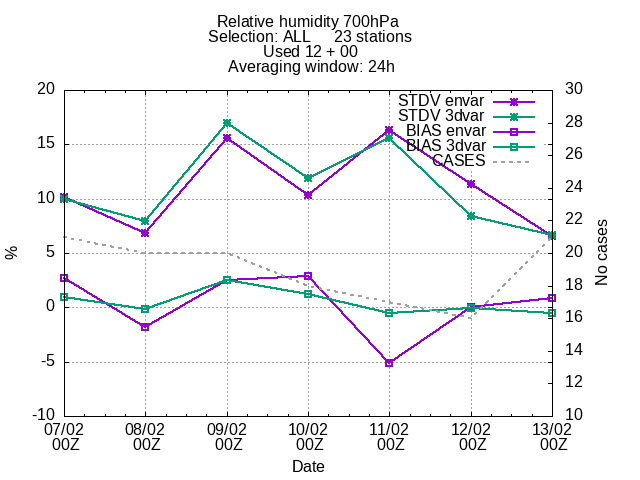 Relative humidity 700hPa
Selection: ALL     23 stations
Used 12 + 00
Averaging window: 24h
STDV envar
STDV 3dvar
BIAS envar
BIAS 3dvar
CASES
20
15
10
5
0
-5
-10
%
30
28
26
24
22
20
18
16
14
12
10
No cases
07/02 08/02 09/02 10/02 11/02 12/02 13/02
00Z 00Z 00Z 00Z 00Z 00Z 00Z
Date